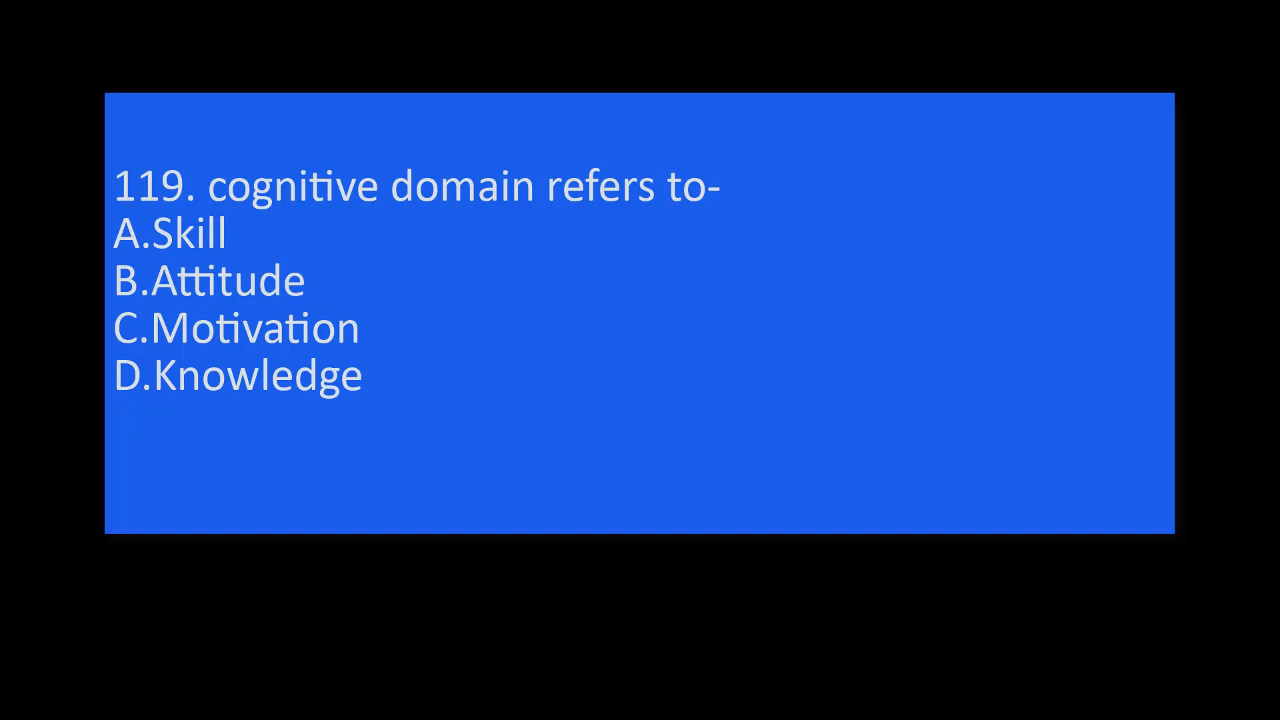 119. cognitive domain refers to-
A.Skill
B.Attitude
C.Motivation
D.Knowledge